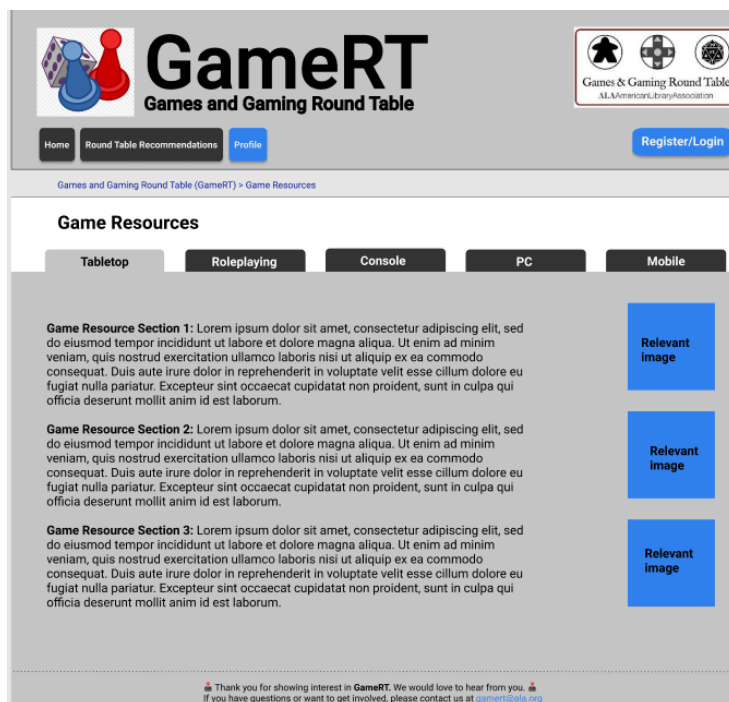 GameRT
Games and Gaming Round Table
Games & Gaming Round Table
ALAAmericanLibraryAssociation
Home
Round Table Recommendations
Profile
Register/Login
Games and Gaming Round Table (GameRT) > Game Resources
Game Resources
Tabletop
Roleplaying
Console
PC
Mobile
Game Resource Section 1: Lorem ipsum dolor sit amet, consectetur adipiscing elit, sed
do eiusmod tempor incididunt ut labore et dolore magna aliqua. Ut enim ad minim
veniam, quis nostrud exercitation ullamco laboris nisi ut aliquip ex ea commodo
consequat. Duis aute irure dolor in reprehenderit in voluptate velit esse cillum dolore eu
fugiat nulla pariatur. Excepteur sint occaecat cupidatat non proident, sunt in culpa qui
officia deserunt mollit anim id est laborum.
Relevant
image
Game Resource Section 2: Lorem ipsum dolor sit amet, consectetur adipiscing elit, sed
do eiusmod tempor incididunt ut labore et dolore magna aliqua. Ut enim ad minim
veniam, quis nostrud exercitation ullamco laboris nisi ut aliquip ex ea commodo
consequat. Duis aute irure dolor in reprehenderit in voluptate velit esse cillum dolore eu
fugiat nulla pariatur. Excepteur sint occaecat cupidatat non proident, sunt in culpa qui
officia deserunt mollit anim id est laborum.
Relevant
image
Game Resource Section 3: Lorem ipsum dolor sit amet, consectetur adipiscing elit, sed
do eiusmod tempor incididunt ut labore et dolore magna aliqua. Ut enim ad minim
veniam, quis nostrud exercitation ullamco laboris nisi ut aliquip ex ea commodo
consequat. Duis aute irure dolor in reprehenderit in voluptate velit esse cillum dolore eu
fugiat nulla pariatur. Excepteur sint occaecat cupidatat non proident, sunt in culpa qui
officia deserunt mollit anim id est laborum.
Relevant
image
Thank you for showing interest in GameRT. We would love to hear from you.
If you have questions or want to get involved, please contact us at gamert@ala.org